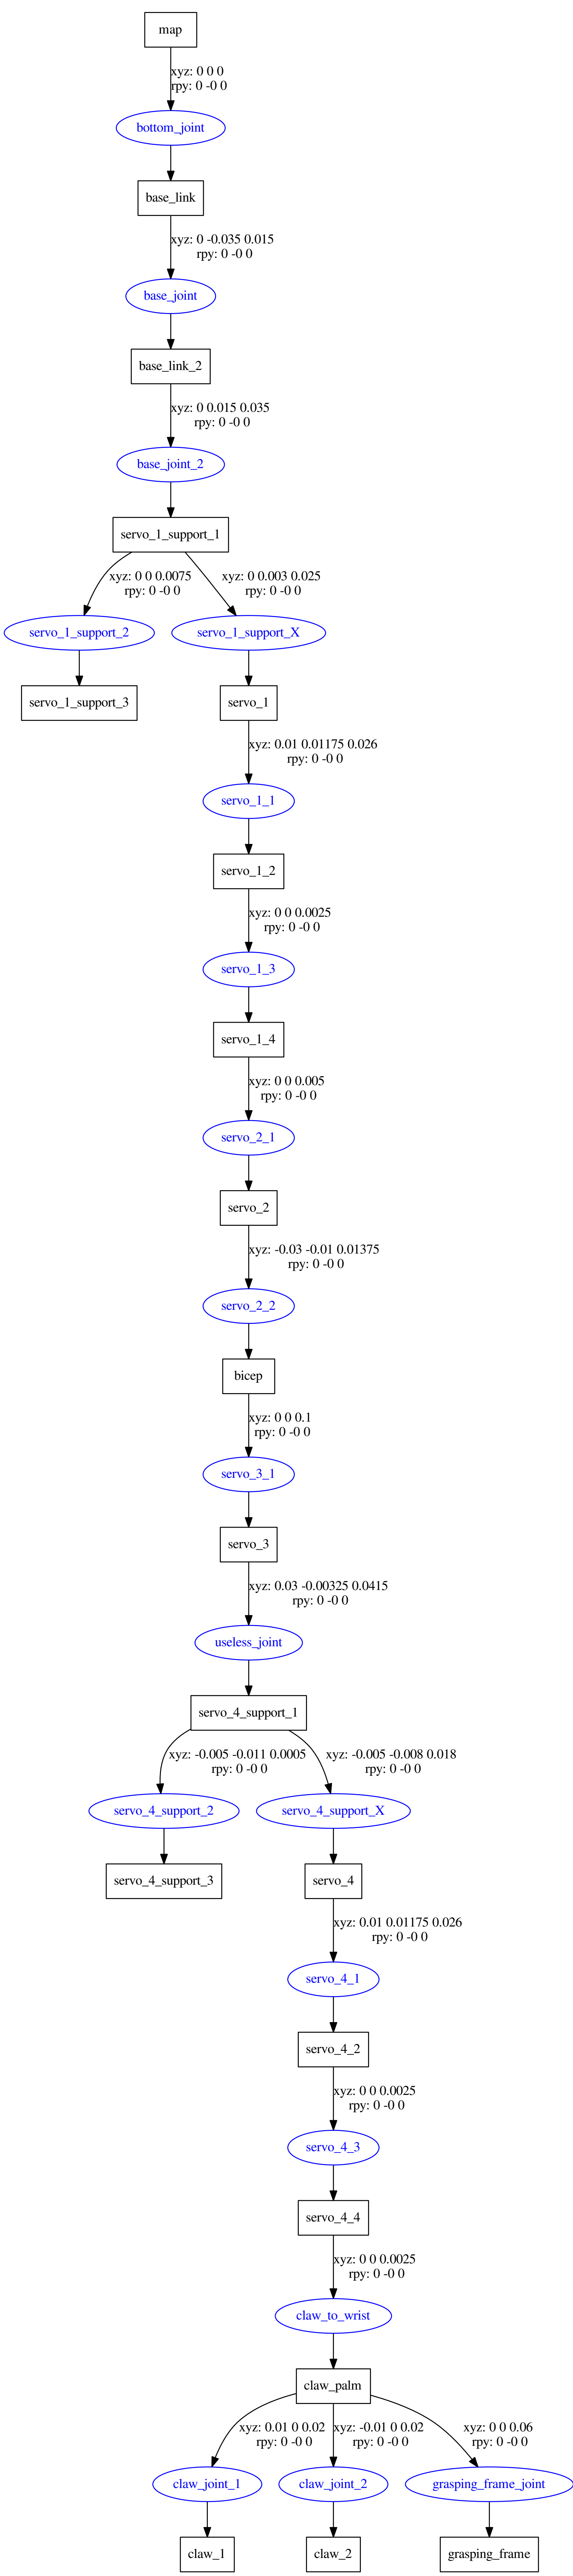 map
xyz: 0 0 0
rpy: 0 -0 0
bottom_joint
base_link
xyz: 0 -0.035 0.015
rpy: 0 -0 0
base_joint
base_link_2
xyz: 0 0.015 0.035
rpy: 0 -0 0
base_joint_2
servo_1_support_1
xyz: 0 0 0.0075
rpy: 0 -0 0
xyz: 0 0.003 0.025
rpy: 0 -0 0
servo_1_support_2
servo_1_support_X
servo_1_support_3
servo_1
xyz: 0.01 0.01175 0.026
rpy: 0 -0 0
servo_1_1
servo_1_2
xyz: 0 0 0.0025
rpy: 0 -0 0
servo_1_3
servo_1_4
xyz: 0 0 0.005
rpy: 0 -0 0
servo_2_1
servo_2
xyz: -0.03 -0.01 0.01375
rpy: 0 -0 0
servo_2_2
bicep
xyz: 0 0 0.1
rpy: 0 -0 0
servo_3_1
servo_3
xyz: 0.03 -0.00325 0.0415
rpy: 0 -0 0
useless_joint
servo_4_support_1
xyz: -0.005 -0.011 0.0005
rpy: 0 -0 0
xyz: -0.005 -0.008 0.018
rpy: 0 -0 0
servo_4_support_2
servo_4_support_X
servo_4_support_3
servo_4
xyz: 0.01 0.01175 0.026
rpy: 0 -0 0
servo_4_1
servo_4_2
xyz: 0 0 0.0025
rpy: 0 -0 0
servo_4_3
servo_4_4
xyz: 0 0 0.0025
rpy: 0 -0 0
claw_to_wrist
claw_palm
xyz: 0.01 0 0.02
rpy: 0 -0 0
xyz: -0.01 0 0.02
rpy: 0 -0 0
xyz: 0 0 0.06
rpy: 0 -0 0
claw_joint_1
claw_joint_2
grasping_frame_joint
claw_1
claw_2
grasping_frame